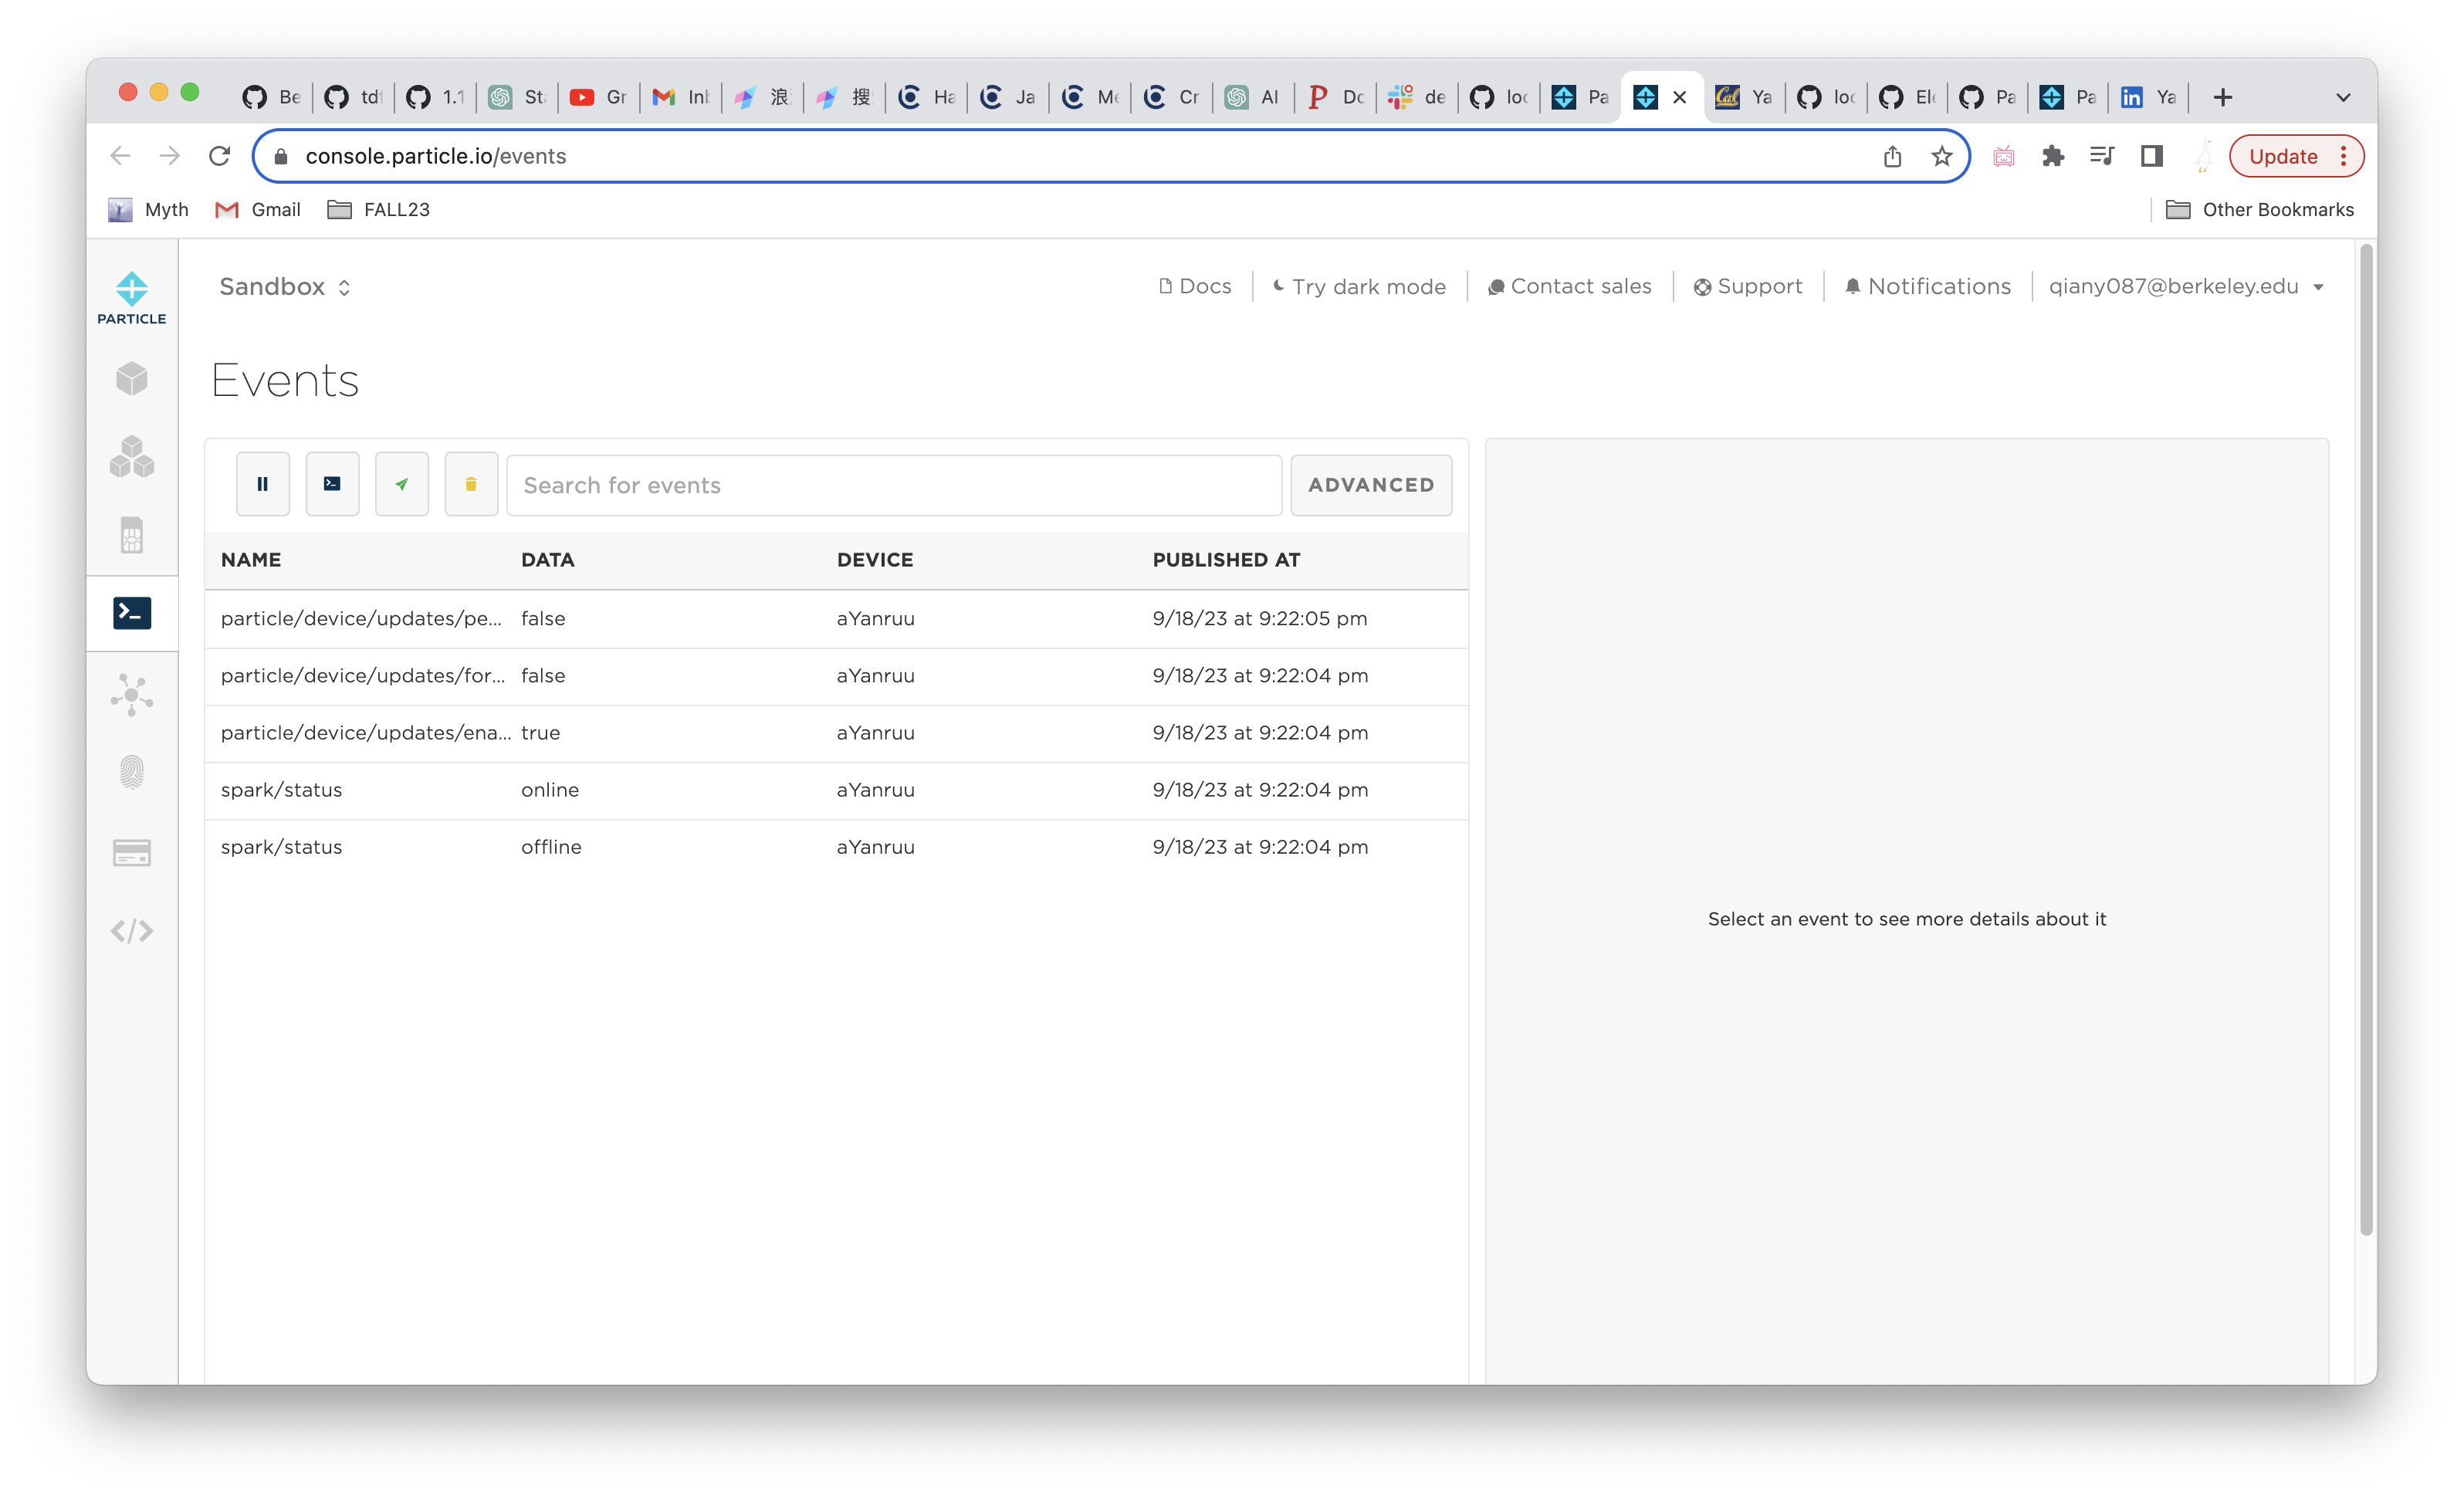 Be td 1.1 St Gr Inb 浪 搜 Ha Ja Me Cr AI Do de loc Pa Ya loc Ele Pa Pa Ya
console.particle.io/events
Update
Myth Gmail FALL23 Other Bookmarks
PARTICLE
Sandbox Docs Try dark mode Contact sales Support Notifications qiany087@berkeley.edu
Events
Search for events ADVANCED
NAME DATA DEVICE PUBLISHED AT
particle/device/updates/pe... false aYanruu 9/18/23 at 9:22:05 pm
particle/device/updates/for... false aYanruu 9/18/23 at 9:22:04 pm
particle/device/updates/ena... true aYanruu 9/18/23 at 9:22:04 pm
spark/status online aYanruu 9/18/23 at 9:22:04 pm
spark/status offline aYanruu 9/18/23 at 9:22:04 pm
Select an event to see more details about it